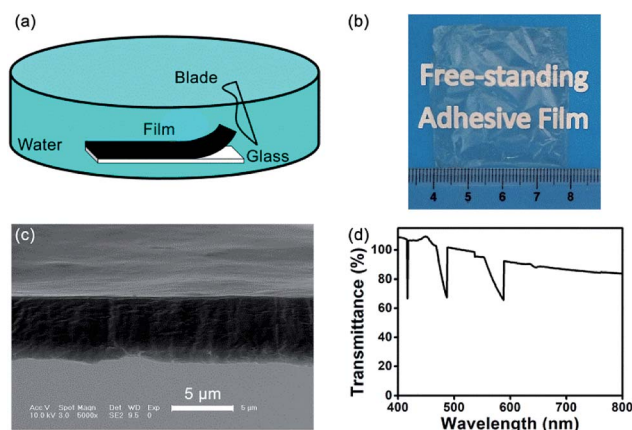 (a)
Blade
Film
Water
Glass
(b)
Free-standing
Adhesive Film
4 5 6 7 8
(c)
5 μm
Acc.V Spot Magn Det WD Exp
10.0 kV 3.0 5000x SE2 9.5 0
5 μm
(d)
Transmittance (%)
100
80
60
40
20
0
400 500 600 700 800
Wavelength (nm)